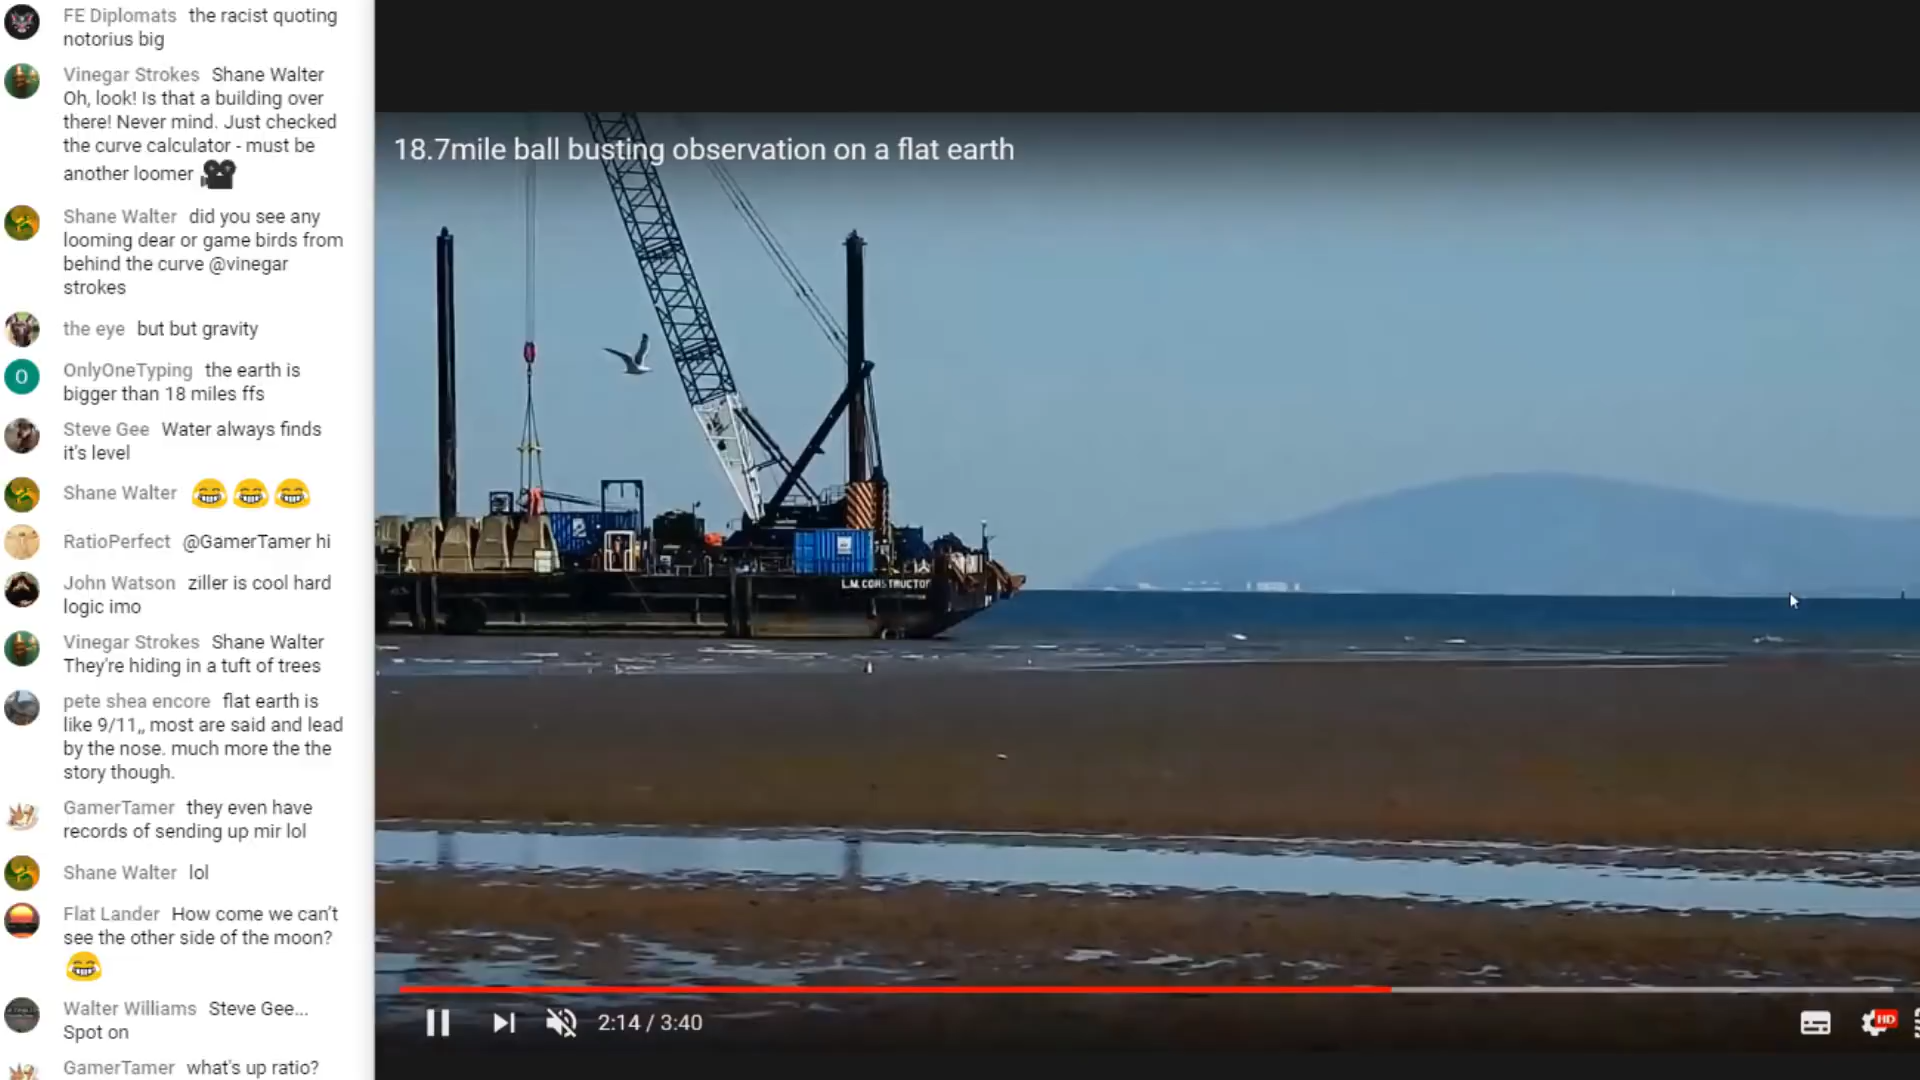 FE Diplomats the racist quoting
notorius big
Vinegar Strokes Shane Walter
Oh, look! Is that a building over
there! Never mind. Just checked
the curve calculator - must be
another loomer
Shane Walter did you see any
looming dear or game birds from
behind the curve @vinegar
strokes
the eye but but gravity
O
OnlyOneTyping the earth is
bigger than 18 miles ffs
Steve Gee Water always finds
it's level
Shane Walter
RatioPerfect @GamerTamer hi
John Watson ziller is cool hard
logic imo
Vinegar Strokes Shane Walter
They're hiding in a tuft of trees
pete shea encore flat earth is
like 9/11,, most are said and lead
by the nose. much more the the
story though.
GamerTamer they even have
records of sending up mir lol
Shane Walter lol
Flat Lander How come we can't
see the other side of the moon?
Walter Williams Steve Gee...
Spot on
GamerTamer what's up ratio?
18.7mile ball busting observation on a flat earth
L.M. CONSTRUCTOR
2:14 / 3:40
HD